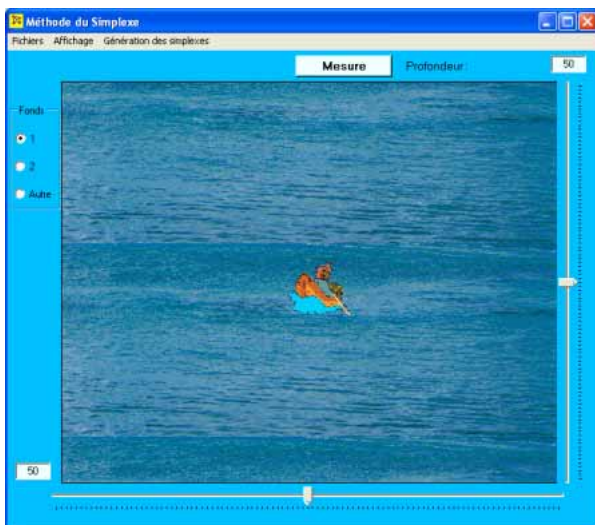 Méthode du Simplexe
Fichiers Affichage Génération des simplexes
Mesure Profondeur: 50
Fonds
1
2
Autre
50